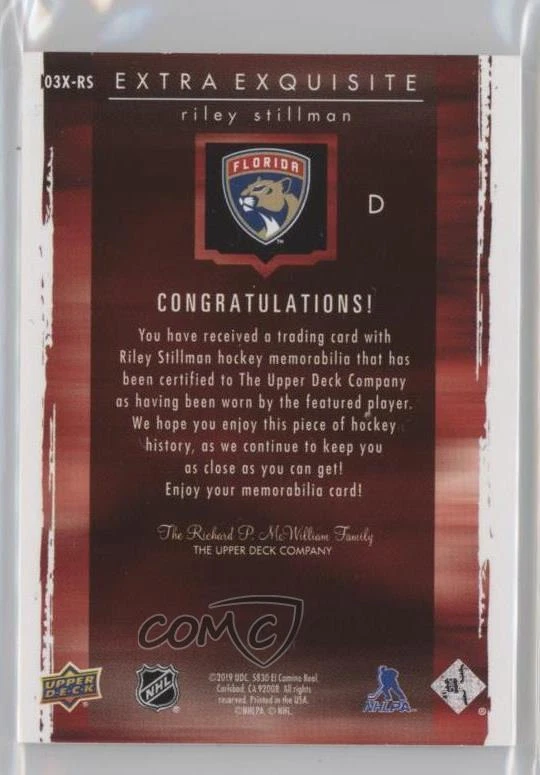 03X-RS EXTRA EXQUISITE
riley stillman
FLORIDA
TM
D
CONGRATULATIONS!
You have received a trading card with
Riley Stillman hockey memorabilia that has
been certified to The Upper Deck Company
as having been worn by the featured player.
We hope you enjoy this piece of hockey
history, as we continue to keep you
as close as you can get!
Enjoy your memorabilia card!
The Richard P. McWilliam Family
THE UPPER DECK COMPANY
COMC
©2019 UDC. 5830 El Camino Real,
Carlsbad, CA 92008. All rights
reserved. Printed in the USA.
©NHLPA. © NHL.
UPPER
D·E·C·K
NHL
®
NHLPA
®